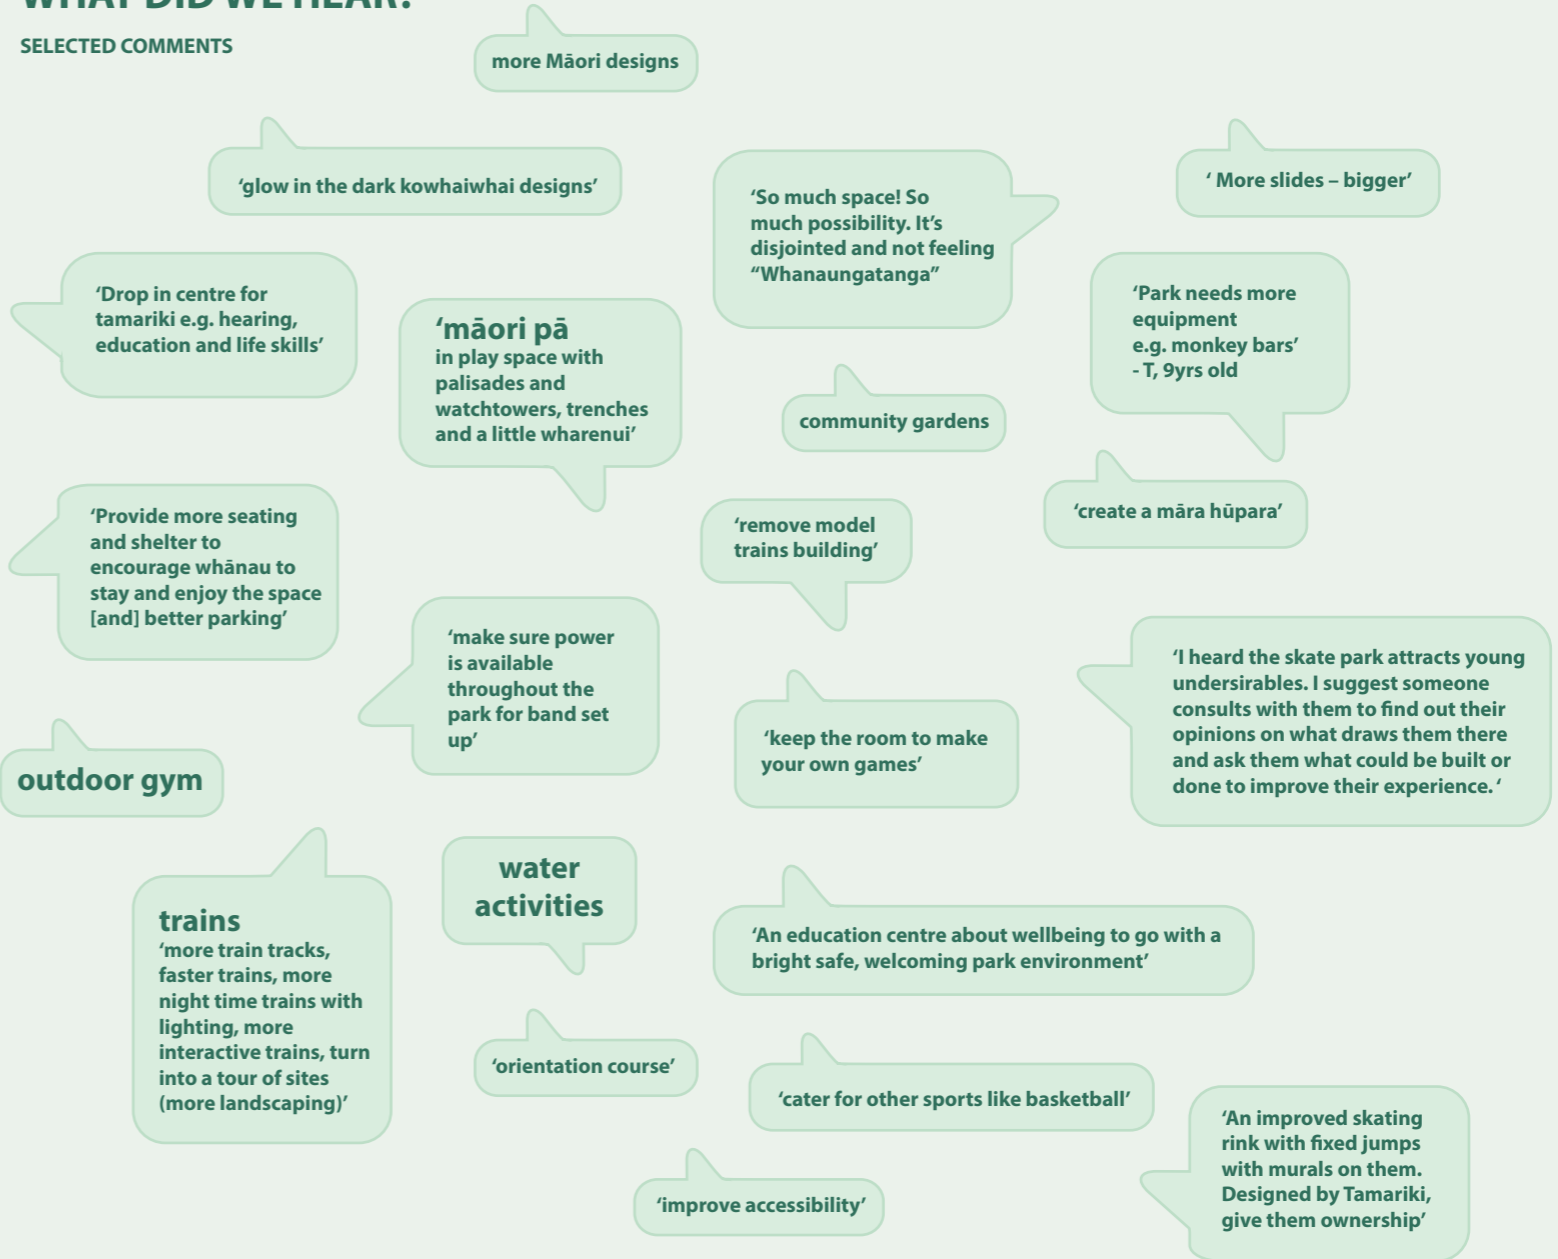 WHAT DID WE HEAR?
SELECTED COMMENTS
more Māori designs
‘glow in the dark kowhaiwhai designs’
‘So much space! So
much possibility. It’s
disjointed and not feeling
“Whanaungatanga”
‘ More slides – bigger’
‘Drop in centre for
tamariki e.g. hearing,
education and life skills’
‘māori pā
in play space with
palisades and
watchtowers, trenches
and a little wharenui’
‘Park needs more
equipment
e.g. monkey bars’
- T, 9yrs old
community gardens
‘create a māra hūpara’
‘Provide more seating
and shelter to
encourage whānau to
stay and enjoy the space
[and] better parking’
‘remove model
trains building’
‘make sure power
is available
throughout the
park for band set
up’
‘I heard the skate park attracts young
undersirables. I suggest someone
consults with them to find out their
opinions on what draws them there
and ask them what could be built or
done to improve their experience. ‘
‘keep the room to make
your own games’
outdoor gym
water
activities
trains
‘more train tracks,
faster trains, more
night time trains with
lighting, more
interactive trains, turn
into a tour of sites
(more landscaping)’
‘An education centre about wellbeing to go with a
bright safe, welcoming park environment’
‘orientation course’
‘cater for other sports like basketball’
‘An improved skating
rink with fixed jumps
with murals on them.
Designed by Tamariki,
give them ownership’
‘improve accessibility’